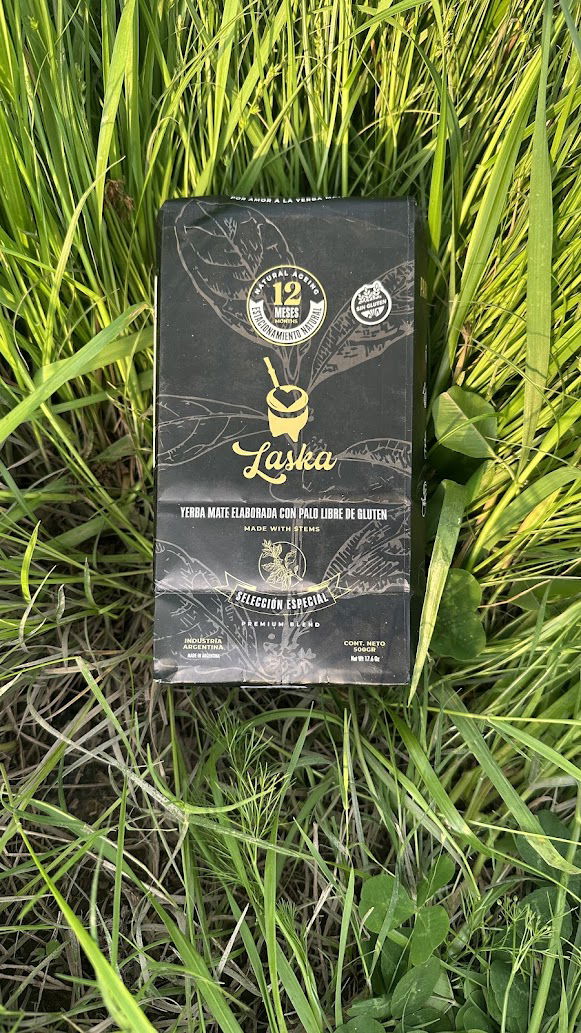 POR AMOR A LA YERBA
NATURAL AGEING
12
MESES
MONTHS
ESTACIONAMIENTO NATURAL
SIN GLUTEN
Laska
YERBA MATE ELABORADA CON PALO LIBRE DE GLUTEN
MADE WITH STEMS
SELECCIÓN ESPECIAL
PREMIUM BLEND
INDUSTRIA
ARGENTINA
MADE IN ARGENTINA
CONT. NETO
500GR
Net Wt 17.6 Oz